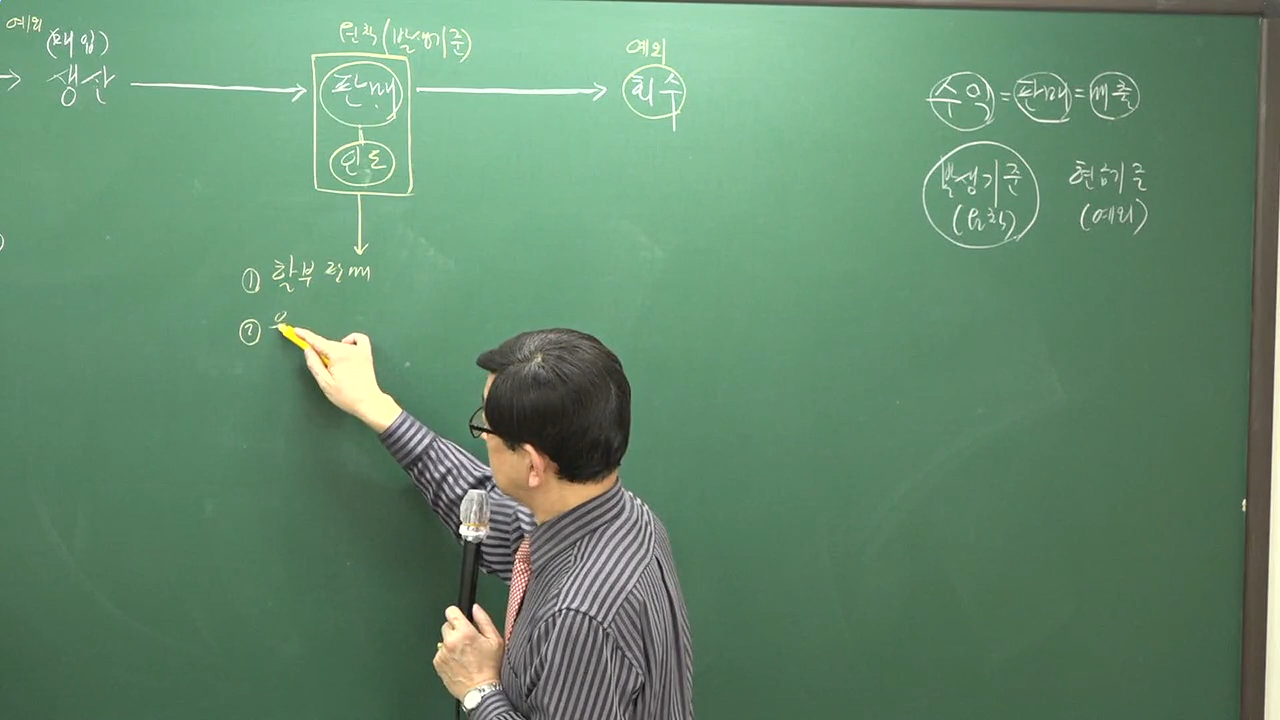 예외
(매입)
생산
원칙(발생기준)
판매
인도
예외
회수
① 할부판매
②
수익 = 판매 = 매출
발생기준 현금기준
(원칙) (예외)